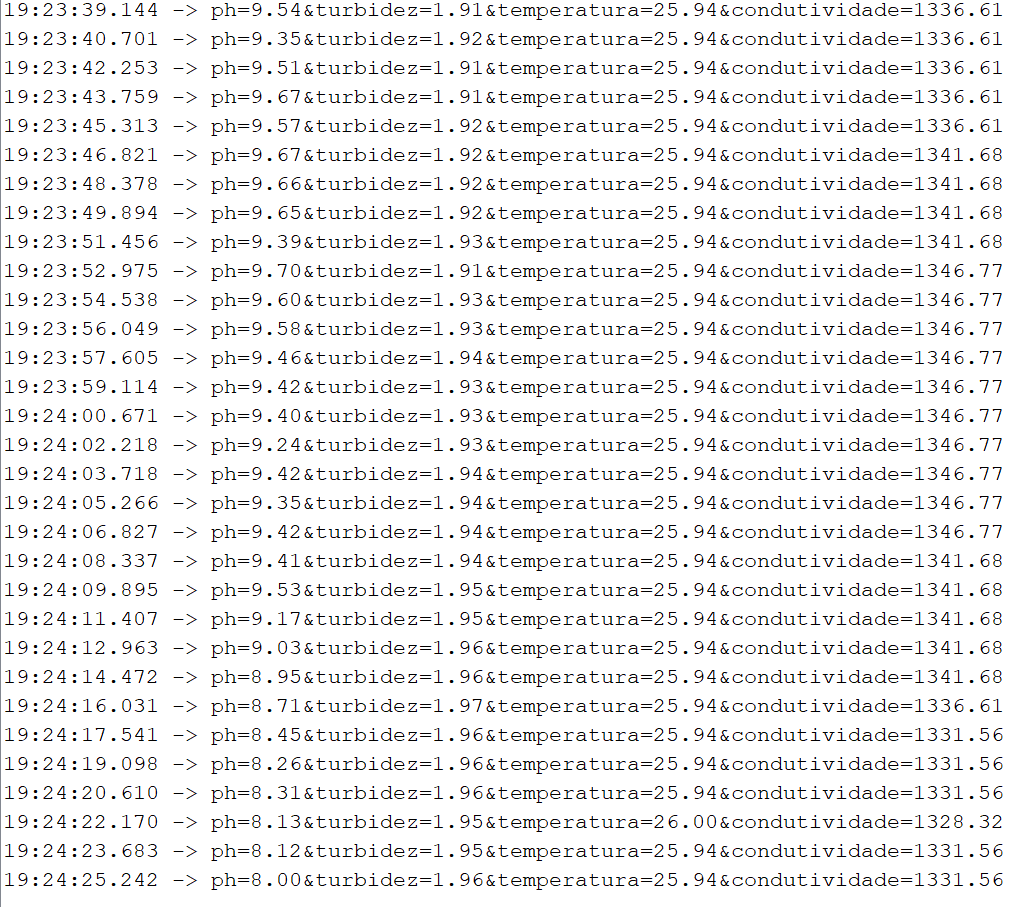 19:23:39.144 -> ph=9.54&turbidez=1.91&temperatura=25.94&condutividade=1336.61
19:23:40.701 -> ph=9.35&turbidez=1.92&temperatura=25.94&condutividade=1336.61
19:23:42.253 -> ph=9.51&turbidez=1.91&temperatura=25.94&condutividade=1336.61
19:23:43.759 -> ph=9.67&turbidez=1.91&temperatura=25.94&condutividade=1336.61
19:23:45.313 -> ph=9.57&turbidez=1.92&temperatura=25.94&condutividade=1336.61
19:23:46.821 -> ph=9.67&turbidez=1.92&temperatura=25.94&condutividade=1341.68
19:23:48.378 -> ph=9.66&turbidez=1.92&temperatura=25.94&condutividade=1341.68
19:23:49.894 -> ph=9.65&turbidez=1.92&temperatura=25.94&condutividade=1341.68
19:23:51.456 -> ph=9.39&turbidez=1.93&temperatura=25.94&condutividade=1341.68
19:23:52.975 -> ph=9.70&turbidez=1.91&temperatura=25.94&condutividade=1346.77
19:23:54.538 -> ph=9.60&turbidez=1.93&temperatura=25.94&condutividade=1346.77
19:23:56.049 -> ph=9.58&turbidez=1.93&temperatura=25.94&condutividade=1346.77
19:23:57.605 -> ph=9.46&turbidez=1.94&temperatura=25.94&condutividade=1346.77
19:23:59.114 -> ph=9.42&turbidez=1.93&temperatura=25.94&condutividade=1346.77
19:24:00.671 -> ph=9.40&turbidez=1.93&temperatura=25.94&condutividade=1346.77
19:24:02.218 -> ph=9.24&turbidez=1.93&temperatura=25.94&condutividade=1346.77
19:24:03.718 -> ph=9.42&turbidez=1.94&temperatura=25.94&condutividade=1346.77
19:24:05.266 -> ph=9.35&turbidez=1.94&temperatura=25.94&condutividade=1346.77
19:24:06.827 -> ph=9.42&turbidez=1.94&temperatura=25.94&condutividade=1346.77
19:24:08.337 -> ph=9.41&turbidez=1.94&temperatura=25.94&condutividade=1341.68
19:24:09.895 -> ph=9.53&turbidez=1.95&temperatura=25.94&condutividade=1341.68
19:24:11.407 -> ph=9.17&turbidez=1.95&temperatura=25.94&condutividade=1341.68
19:24:12.963 -> ph=9.03&turbidez=1.96&temperatura=25.94&condutividade=1341.68
19:24:14.472 -> ph=8.95&turbidez=1.96&temperatura=25.94&condutividade=1341.68
19:24:16.031 -> ph=8.71&turbidez=1.97&temperatura=25.94&condutividade=1336.61
19:24:17.541 -> ph=8.45&turbidez=1.96&temperatura=25.94&condutividade=1331.56
19:24:19.098 -> ph=8.26&turbidez=1.96&temperatura=25.94&condutividade=1331.56
19:24:20.610 -> ph=8.31&turbidez=1.96&temperatura=25.94&condutividade=1331.56
19:24:22.170 -> ph=8.13&turbidez=1.95&temperatura=26.00&condutividade=1328.32
19:24:23.683 -> ph=8.12&turbidez=1.95&temperatura=25.94&condutividade=1331.56
19:24:25.242 -> ph=8.00&turbidez=1.96&temperatura=25.94&condutividade=1331.56